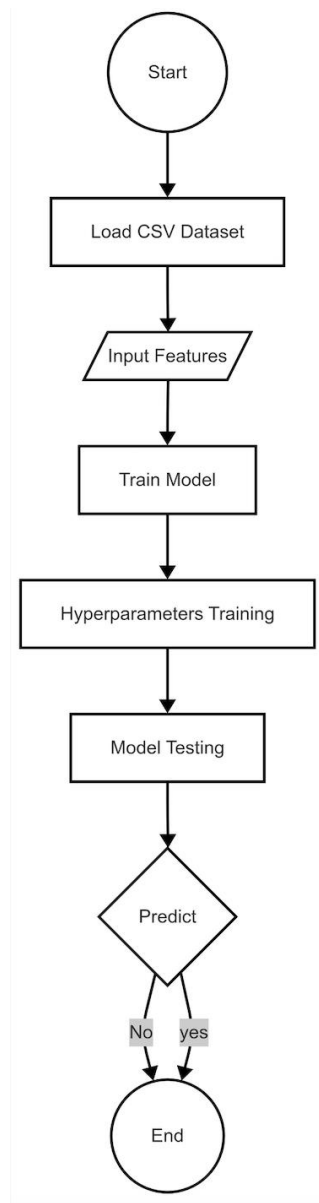 Start
Load CSV Dataset
Input Features
Train Model
Hyperparameters Training
Model Testing
Predict
No
yes
End